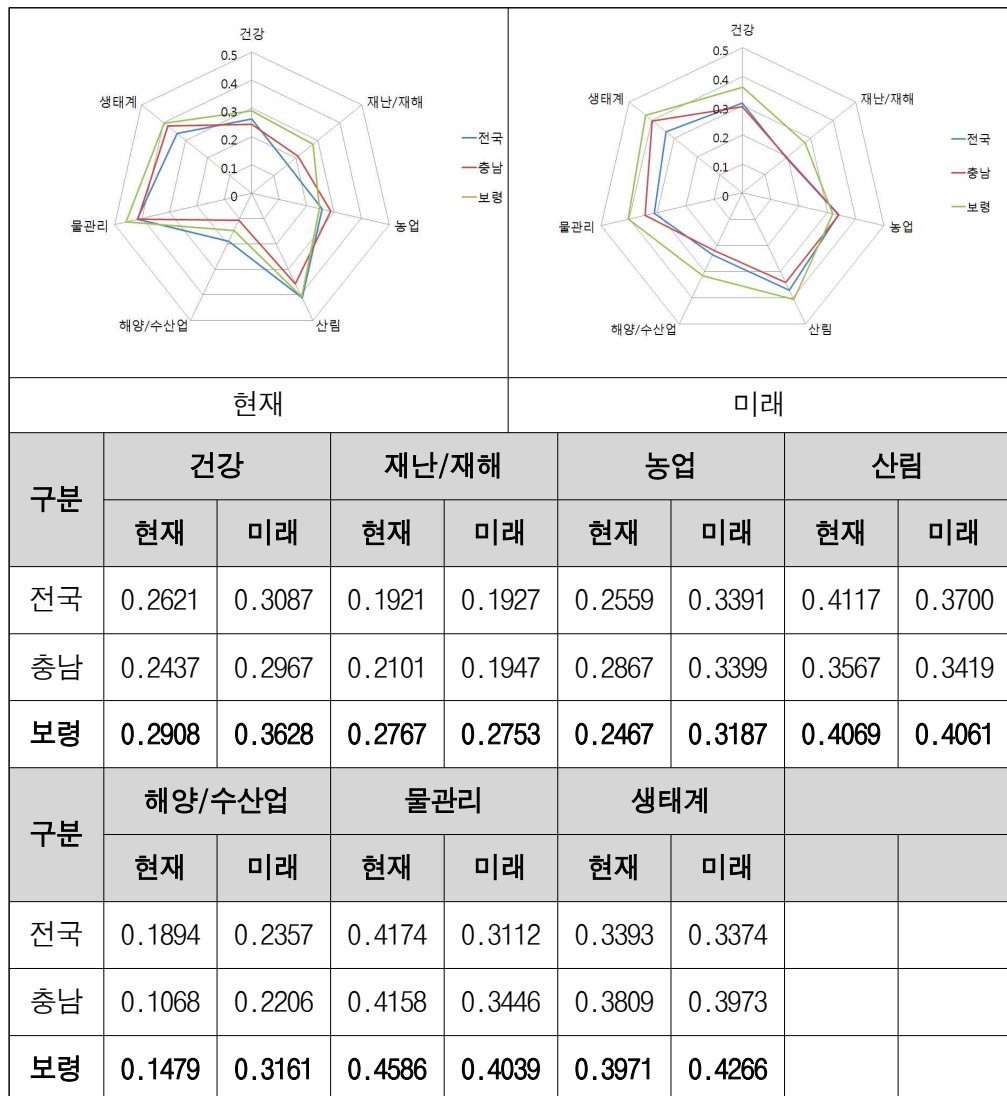 건강
0.5
0.4
0.3
0.2
0.1
0
재난/재해
농업
산림
해양/수산업
물관리
생태계
전국
충남
보령
건강
0.5
0.4
0.3
0.2
0.1
0
재난/재해
농업
산림
해양/수산업
물관리
생태계
전국
충남
보령
현재 미래
구분 건강 재난/재해 농업 산림
현재 미래 현재 미래 현재 미래 현재 미래
전국 0.2621 0.3087 0.1921 0.1927 0.2559 0.3391 0.4117 0.3700
충남 0.2437 0.2967 0.2101 0.1947 0.2867 0.3399 0.3567 0.3419
보령 0.2908 0.3628 0.2767 0.2753 0.2467 0.3187 0.4069 0.4061
구분 해양/수산업 물관리 생태계
현재 미래 현재 미래 현재 미래
전국 0.1894 0.2357 0.4174 0.3112 0.3393 0.3374
충남 0.1068 0.2206 0.4158 0.3446 0.3809 0.3973
보령 0.1479 0.3161 0.4586 0.4039 0.3971 0.4266